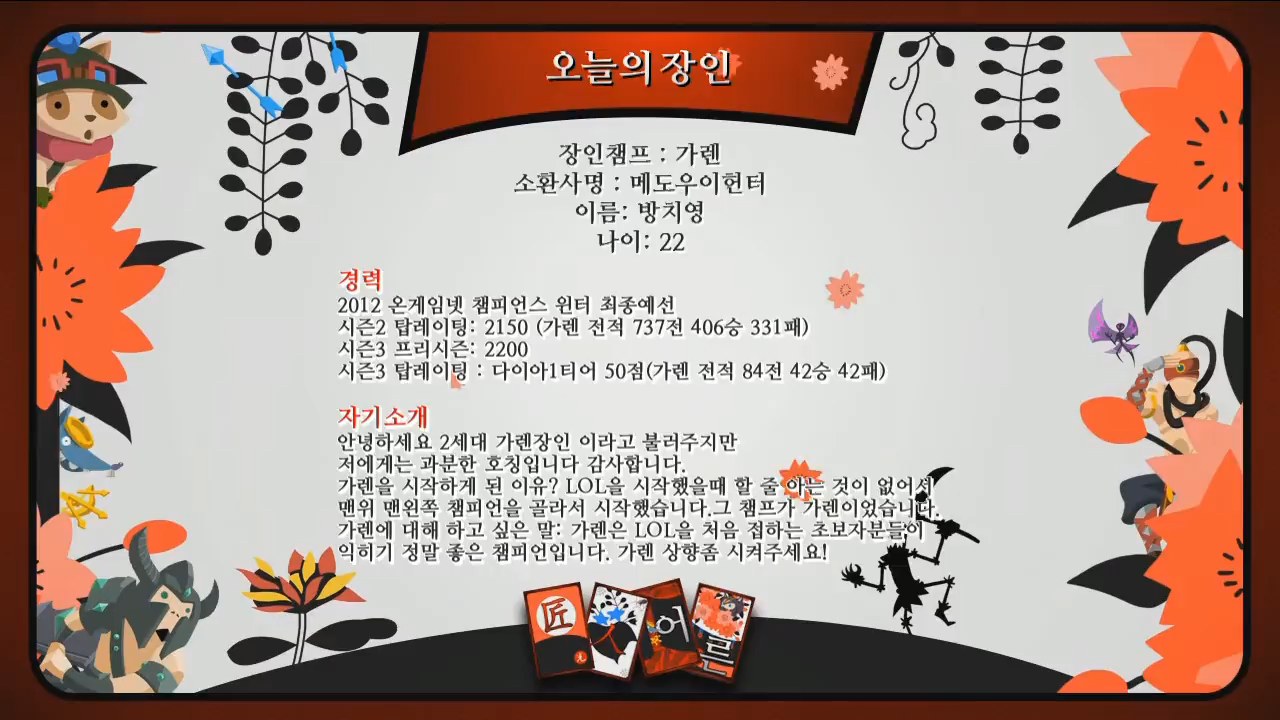 오늘의장인
장인챔프 : 가렌
소환사명 : 메도우이헌터
이름: 방치영
나이: 22
경력
2012 온게임넷 챔피언스 윈터 최종예선
시즌2 탑레이팅: 2150 (가렌 전적 737전 406승 331패)
시즌3 프리시즌: 2200
시즌3 탑레이팅 : 다이아1티어 50점(가렌 전적 84전 42승 42패)
자기소개
안녕하세요 2세대 가렌장인 이라고 불러주지만
저에게는 과분한 호칭입니다 감사합니다.
가렌을 시작하게 된 이유? LOL을 시작했을때 할 줄 아는 것이 없어서
맨위 맨왼쪽 챔피언을 골라서 시작했습니다.그 챔프가 가렌이었습니다.
가렌에 대해 하고 싶은 말: 가렌은 LOL을 처음 접하는 초보자분들이
익히기 정말 좋은 챔피언입니다. 가렌 상향좀 시켜주세요!
匠 어 른